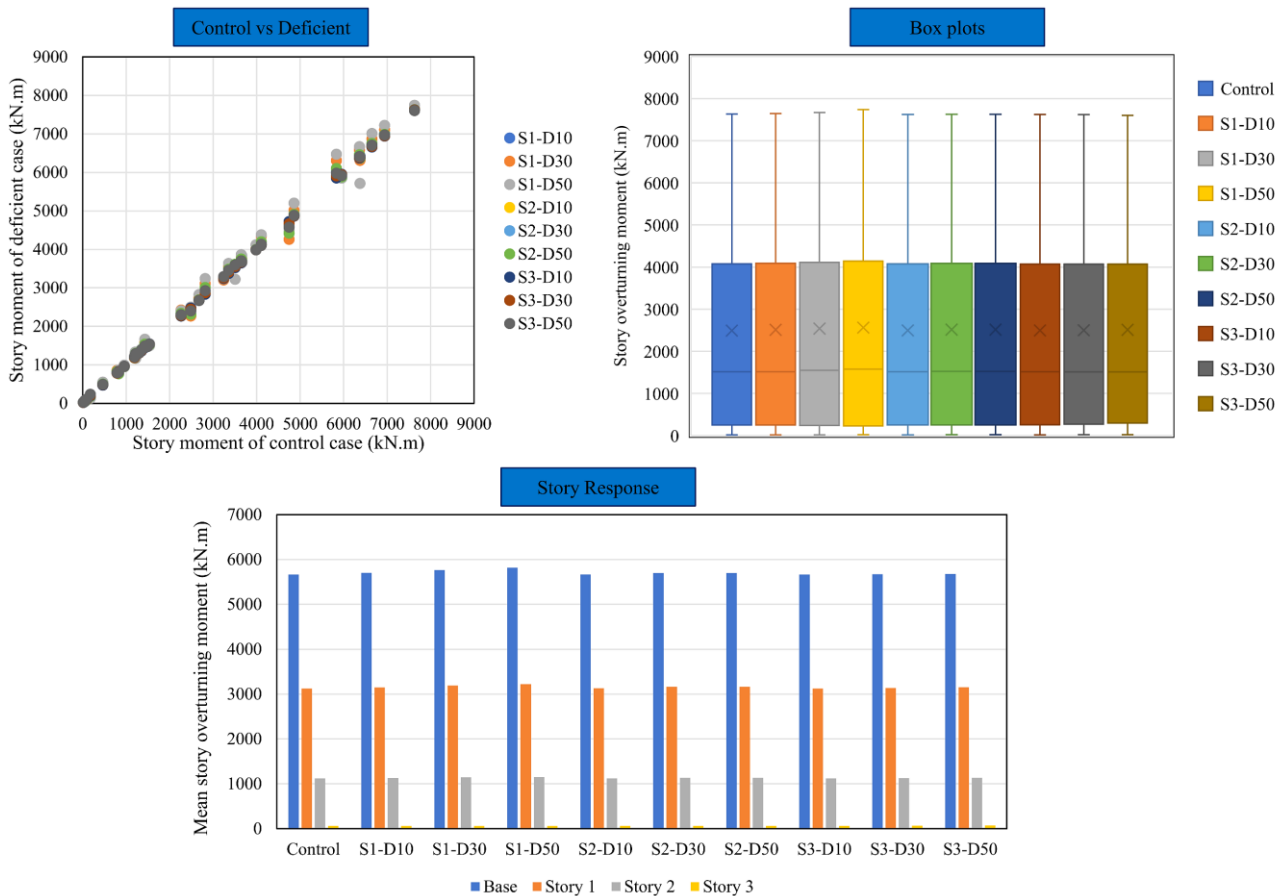 Control vs Deficient
Story moment of deficient case (kN.m)
9000
8000
7000
6000
5000
4000
3000
2000
1000
0
0 1000 2000 3000 4000 5000 6000 7000 8000 9000
Story moment of control case (kN.m)
S1-D10
S1-D30
S1-D50
S2-D10
S2-D30
S2-D50
S3-D10
S3-D30
S3-D50
Box plots
Story overturning moment (kN.m)
9000
8000
7000
6000
5000
4000
3000
2000
1000
0
Control
S1-D10
S1-D30
S1-D50
S2-D10
S2-D30
S2-D50
S3-D10
S3-D30
S3-D50
Story Response
Mean story overturning moment (kN.m)
7000
6000
5000
4000
3000
2000
1000
0
Control S1-D10 S1-D30 S1-D50 S2-D10 S2-D30 S2-D50 S3-D10 S3-D30 S3-D50
Base Story 1 Story 2 Story 3